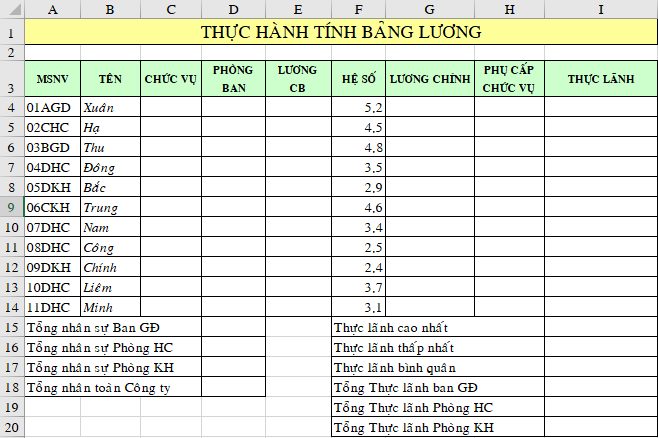 A B C D E F G H I
1 THỰC HÀNH TÍNH BẢNG LƯƠNG
2
3 MSNV TÊN CHỨC VỤ PHÒNG BAN LƯƠNG CB HỆ SỐ LƯƠNG CHÍNH PHỤ CẤP CHỨC VỤ THỰC LÃNH
4 01AGD Xuân 5,2
5 02CHC Hạ 4,5
6 03BGD Thu 4,8
7 04DHC Đông 3,5
8 05DKH Bắc 2,9
9 06CKH Trung 4,6
10 07DHC Nam 3,4
11 08DHC Công 2,5
12 09DKH Chính 2,4
13 10DHC Liêm 3,7
14 11DHC Minh 3,1
15 Tổng nhân sự Ban GĐ Thực lãnh cao nhất
16 Tổng nhân sự Phòng HC Thực lãnh thấp nhất
17 Tổng nhân sự Phòng KH Thực lãnh bình quân
18 Tổng nhân toàn Công ty Tổng Thực lãnh ban GĐ
19 Tổng Thực lãnh Phòng HC
20 Tổng Thực lãnh Phòng KH